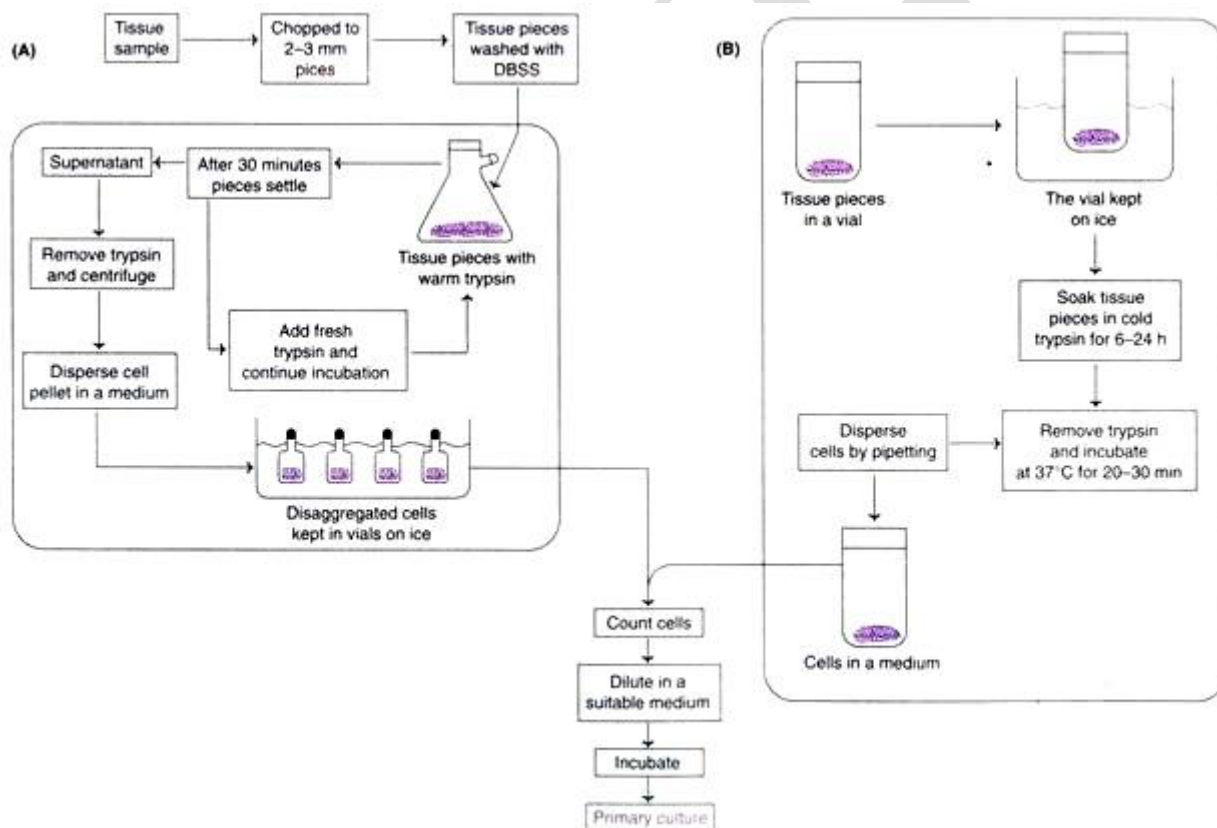 (A)
Tissue
sample
Chopped to
2–3 mm
pices
Tissue pieces
washed with
DBSS
Supernatant
After 30 minutes
pieces settle
Tissue pieces with
warm trypsin
Remove trypsin
and centrifuge
Add fresh
trypsin and
continue incubation
Disperse cell
pellet in a medium
Disaggregated cells
kept in vials on ice
(B)
Tissue pieces
in a vial
The vial kept
on ice
Soak tissue
pieces in cold
trypsin for 6–24 h
Disperse
cells by pipetting
Remove trypsin
and incubate
at 37°C for 20–30 min
Cells in a medium
Count cells
Dilute in a
suitable medium
Incubate
Primary culture